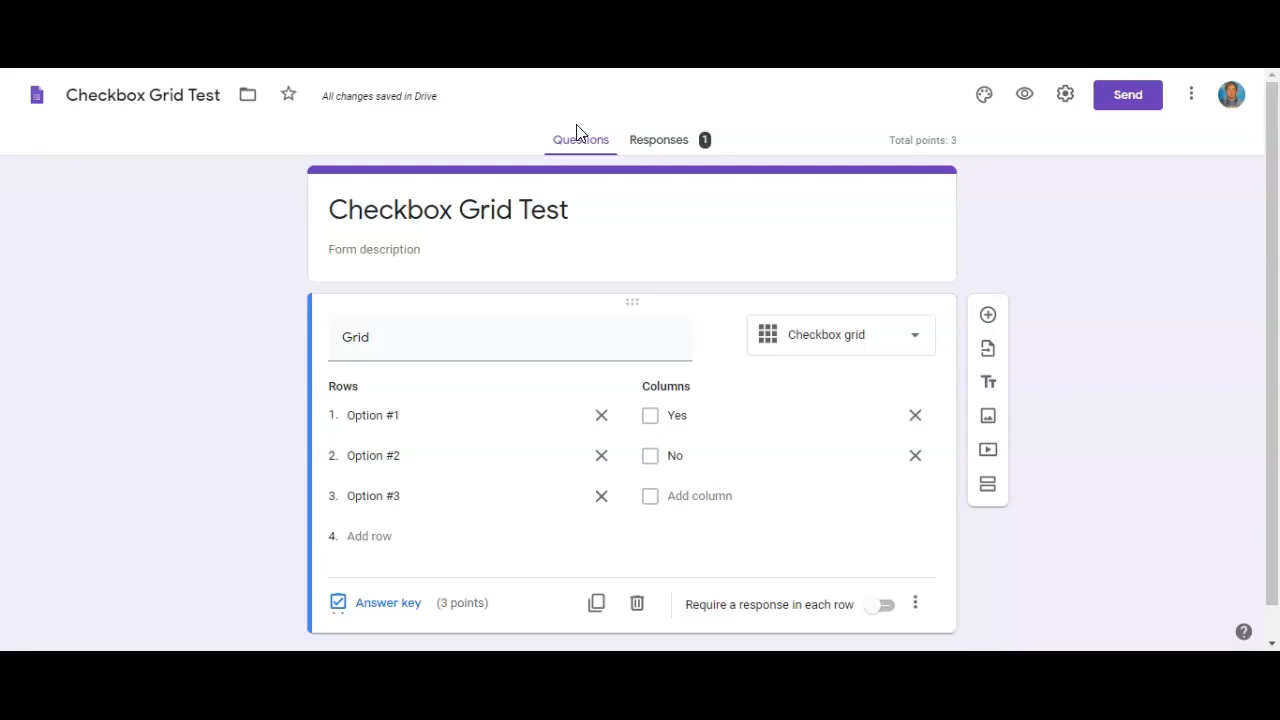 Checkbox Grid Test
All changes saved in Drive
Send
Questions
Responses 1
Total points: 3
Checkbox Grid Test
Form description
Grid
Checkbox grid
Rows
Columns
1. Option #1
Yes
2. Option #2
No
3. Option #3
Add column
4. Add row
Answer key (3 points)
Require a response in each row